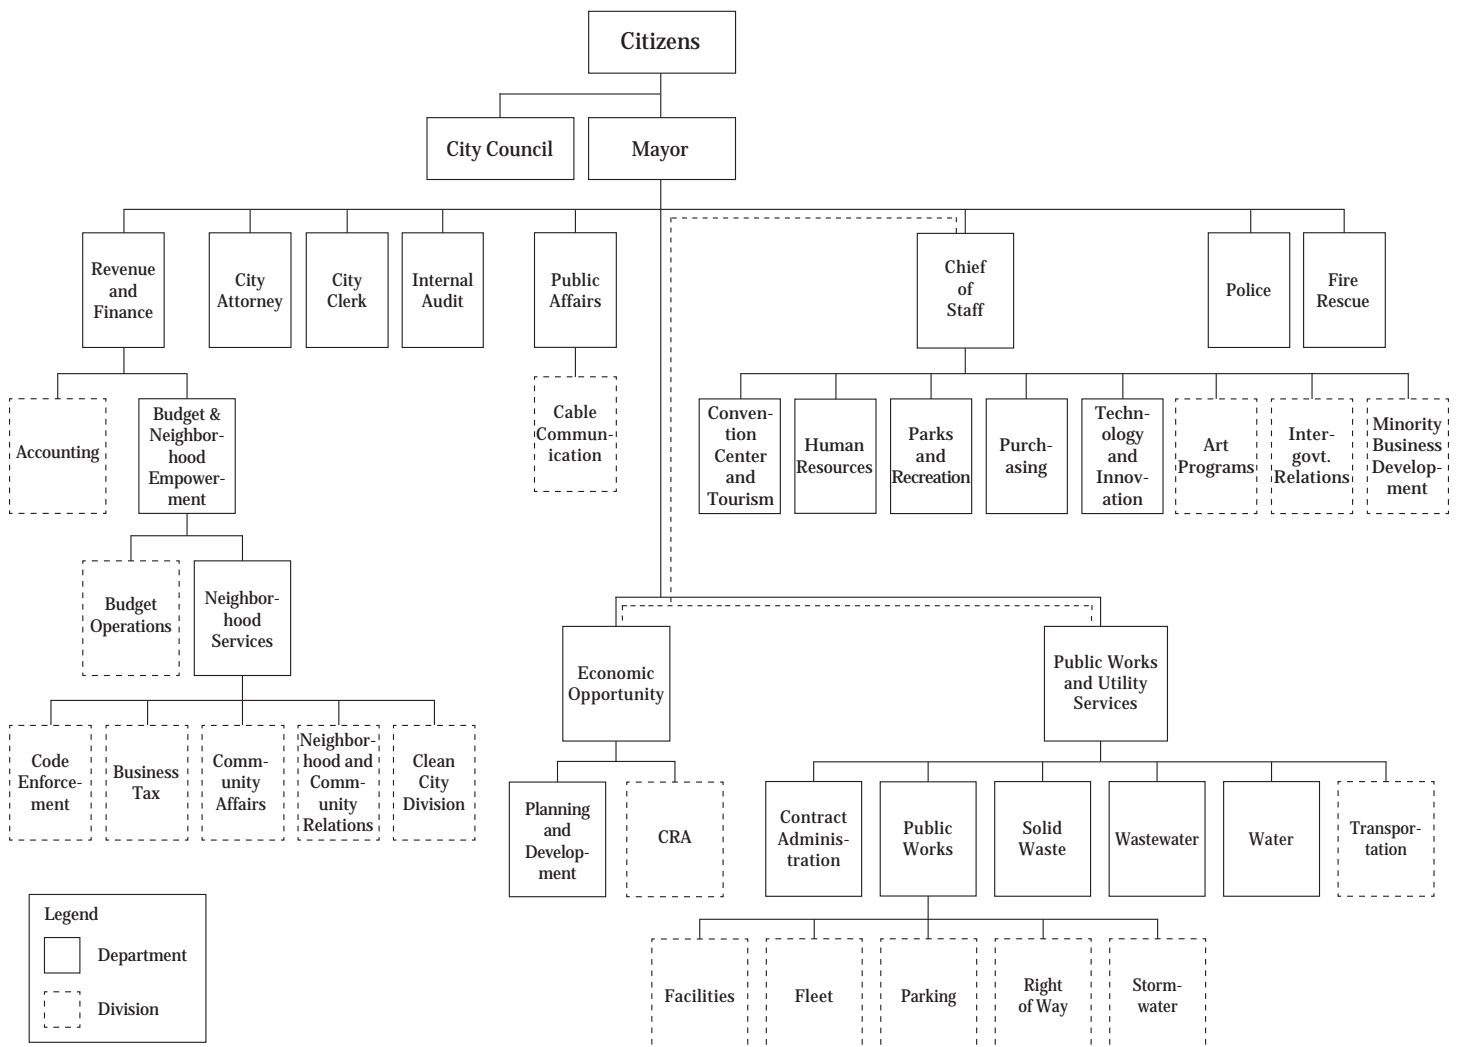 Citizens
City Council
Mayor
Revenue
and
Finance
City
Attorney
City
Clerk
Internal
Audit
Public
Affairs
Chief
of
Staff
Police
Fire
Rescue
Accounting
Budget &
Neighbor-
hood
Empower-
ment
Cable
Commun-
ication
Conven-
tion
Center
and
Tourism
Human
Resources
Parks
and
Recreation
Purch-
asing
Techn-
ology
and
Innov-
ation
Art
Programs
Inter-
govt.
Relations
Minority
Business
Develop-
ment
Budget
Operations
Neighbor-
hood
Services
Economic
Opportunity
Public Works
and Utility
Services
Code
Enforce-
ment
Business
Tax
Comm-
unity
Affairs
Neighbor-
hood and
Comm-
unity
Relations
Clean
City
Division
Planning
and
Develop-
ment
CRA
Contract
Adminis-
tration
Public
Works
Solid
Waste
Wastewater
Water
Transpor-
tation
Facilities
Fleet
Parking
Right
of Way
Storm-
water
Legend
Department
Division